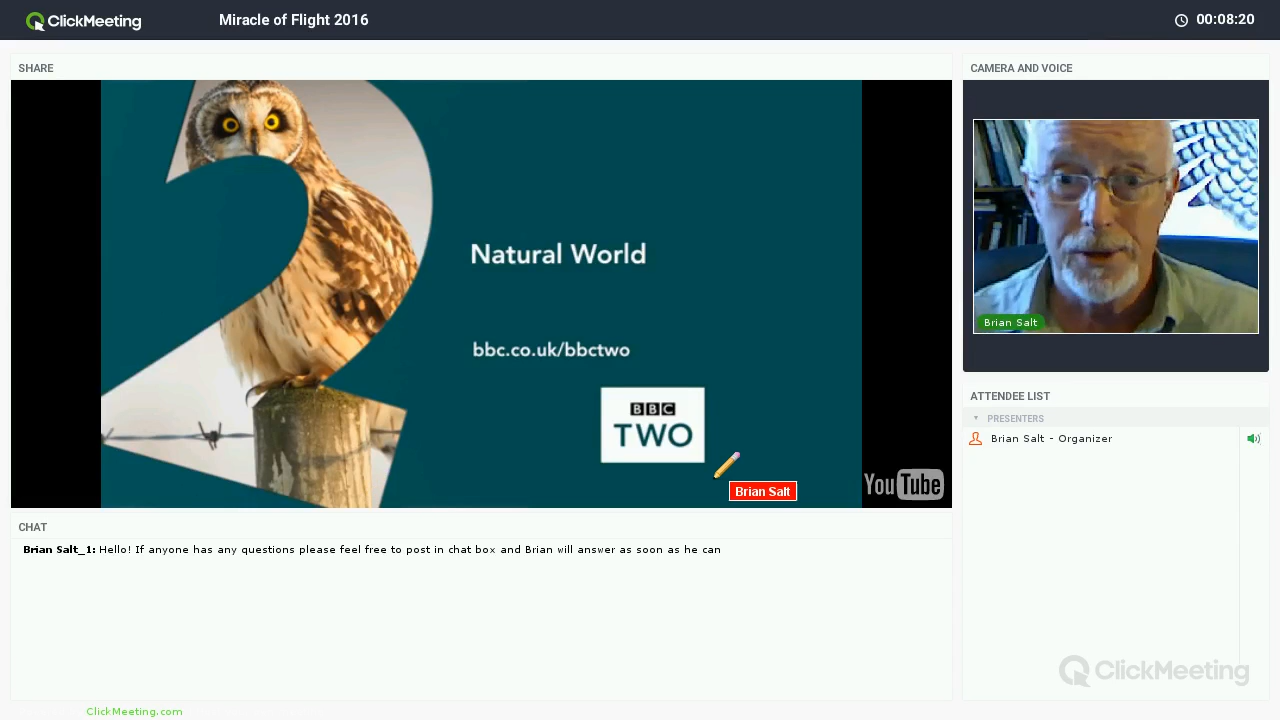 ClickMeeting
Miracle of Flight 2016
00:08:20
SHARE
Natural World
bbc.co.uk/bbctwo
BBC
TWO
Brian Salt
YouTube
CAMERA AND VOICE
Brian Salt
ATTENDEE LIST
PRESENTERS
Brian Salt - Organizer
CHAT
Brian Salt_1: Hello! If anyone has any questions please feel free to post in chat box and Brian will answer as soon as he can
ClickMeeting
ClickMeeting.com